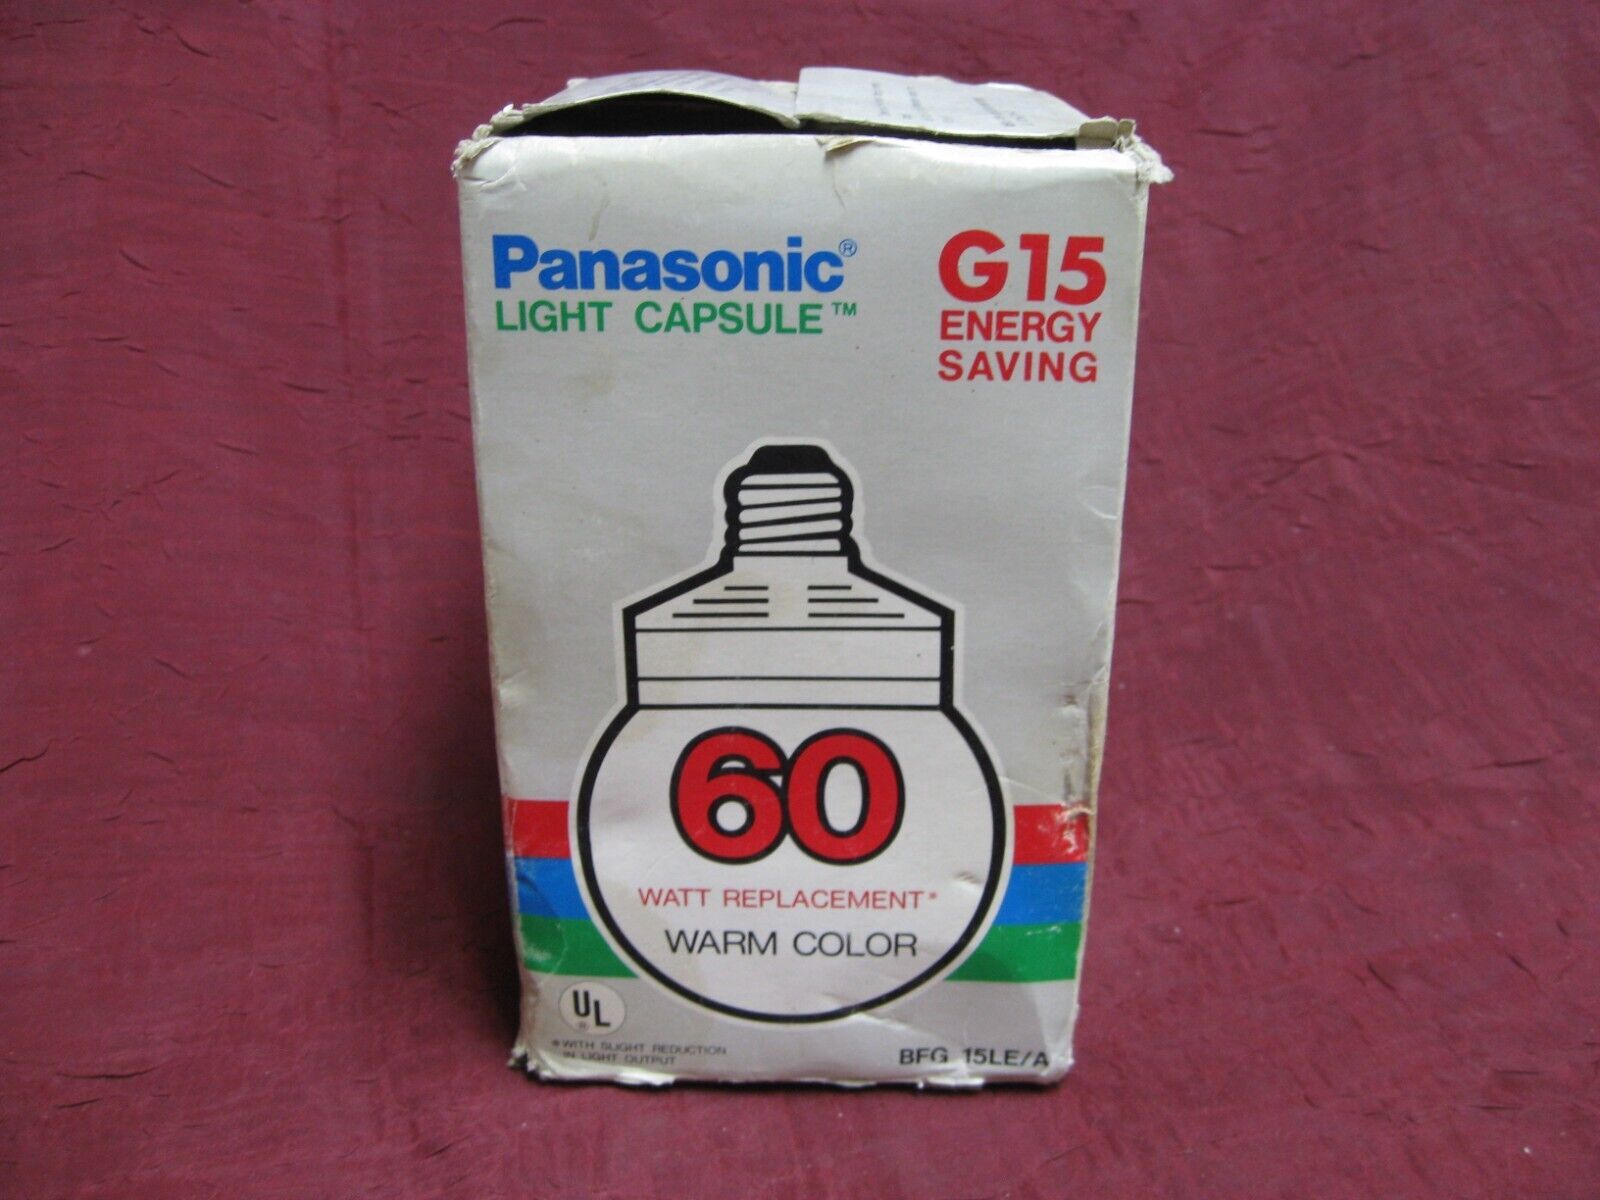 Panasonic®
LIGHT CAPSULE™
G15
ENERGY
SAVING
60
WATT REPLACEMENT*
WARM COLOR
UL
®
*WITH SLIGHT REDUCTION
IN LIGHT OUTPUT
BFG 15LE/A